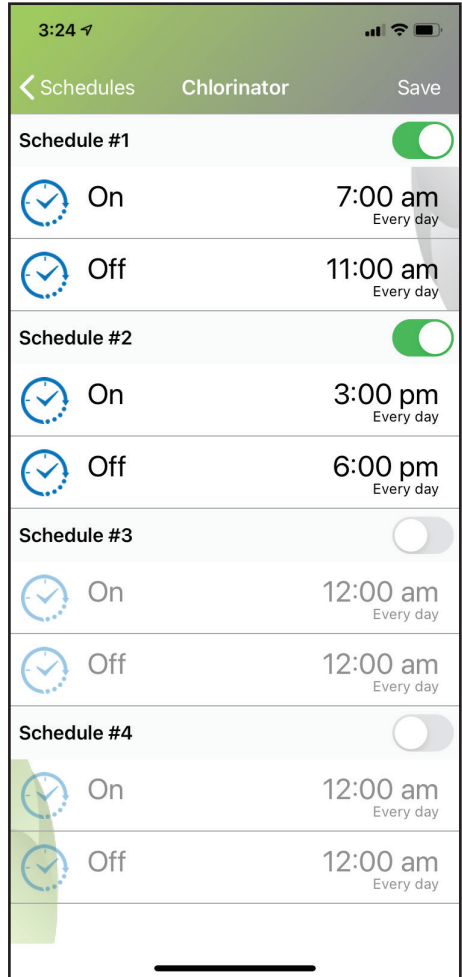 3:24
Schedules Chlorinator Save
Schedule #1
On 7:00 am
Every day
Off 11:00 am
Every day
Schedule #2
On 3:00 pm
Every day
Off 6:00 pm
Every day
Schedule #3
On 12:00 am
Every day
Off 12:00 am
Every day
Schedule #4
On 12:00 am
Every day
Off 12:00 am
Every day